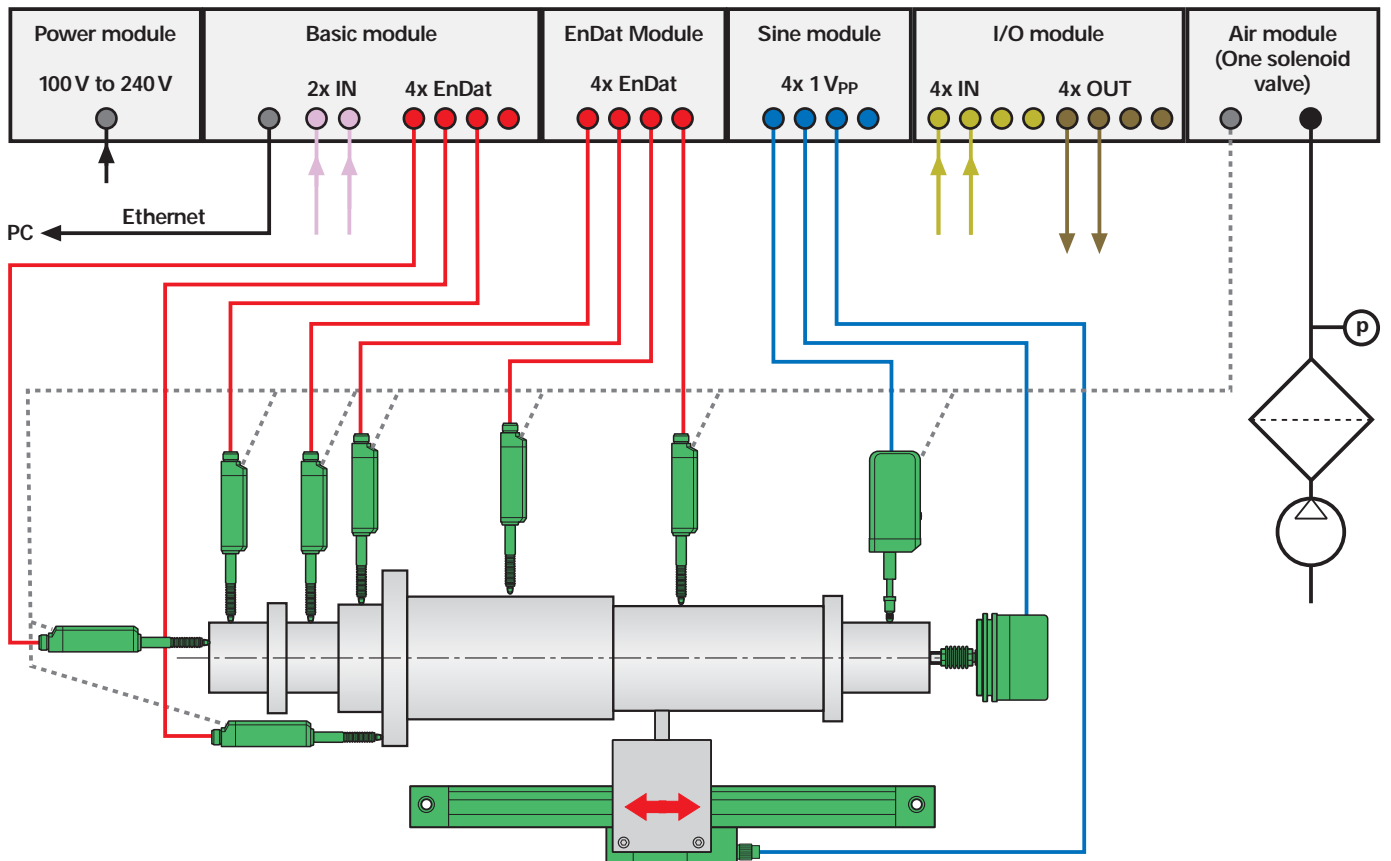 Power module
100 V to 240 V
Basic module
2x IN
4x EnDat
EnDat Module
4x EnDat
Sine module
4x 1 VPP
I/O module
4x IN
4x OUT
Air module
(One solenoid
valve)
Ethernet
PC
p